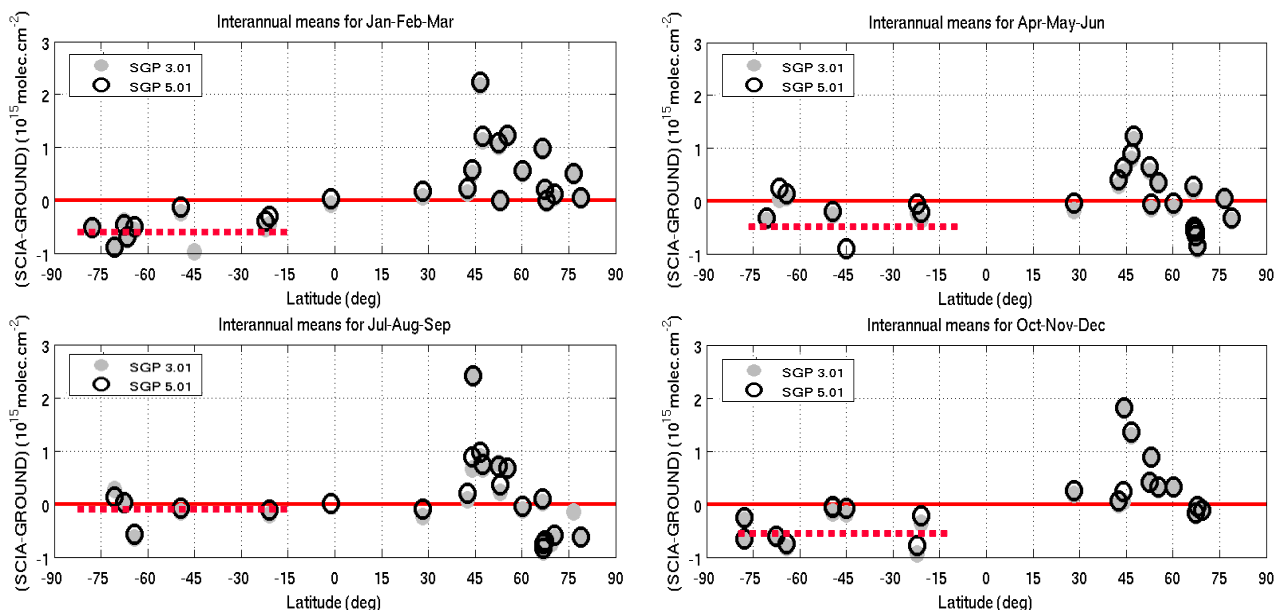 Interannual means for Jan-Feb-Mar
(SCIA-GROUND) (10^15 molec.cm^-2)
3
2
1
0
-1
SGP 3.01
SGP 5.01
-90 -75 -60 -45 -30 -15 0 15 30 45 60 75 90
Latitude (deg)
Interannual means for Apr-May-Jun
(SCIA-GROUND) (10^15 molec.cm^-2)
3
2
1
0
-1
SGP 3.01
SGP 5.01
-90 -75 -60 -45 -30 -15 0 15 30 45 60 75 90
Latitude (deg)
Interannual means for Jul-Aug-Sep
(SCIA-GROUND) (10^15 molec.cm^-2)
3
2
1
0
-1
SGP 3.01
SGP 5.01
-90 -75 -60 -45 -30 -15 0 15 30 45 60 75 90
Latitude (deg)
Interannual means for Oct-Nov-Dec
(SCIA-GROUND) (10^15 molec.cm^-2)
3
2
1
0
-1
SGP 3.01
SGP 5.01
-90 -75 -60 -45 -30 -15 0 15 30 45 60 75 90
Latitude (deg)